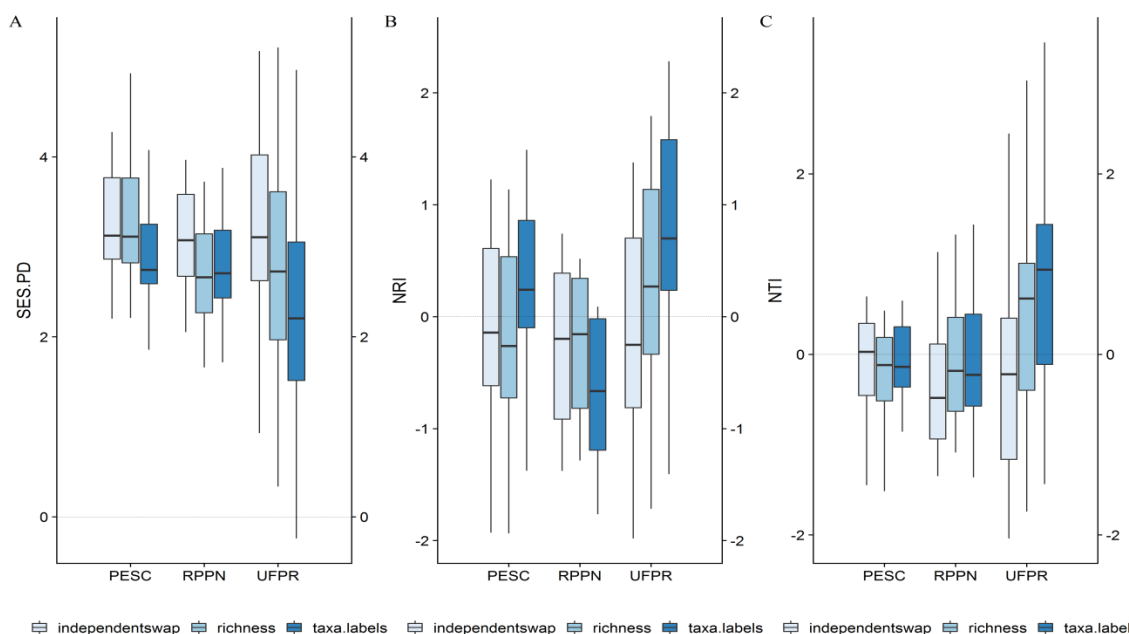 A B C
SES.PD
4 4
2 2
0 0
PESC RPPN UFPR
NRI
2 2
1 1
0 0
-1 -1
-2 -2
PESC RPPN UFPR
NTI
2 2
0 0
-2 -2
PESC RPPN UFPR
independentswap richness taxa.labels independentswap richness taxa.labels independentswap richness taxa.labels